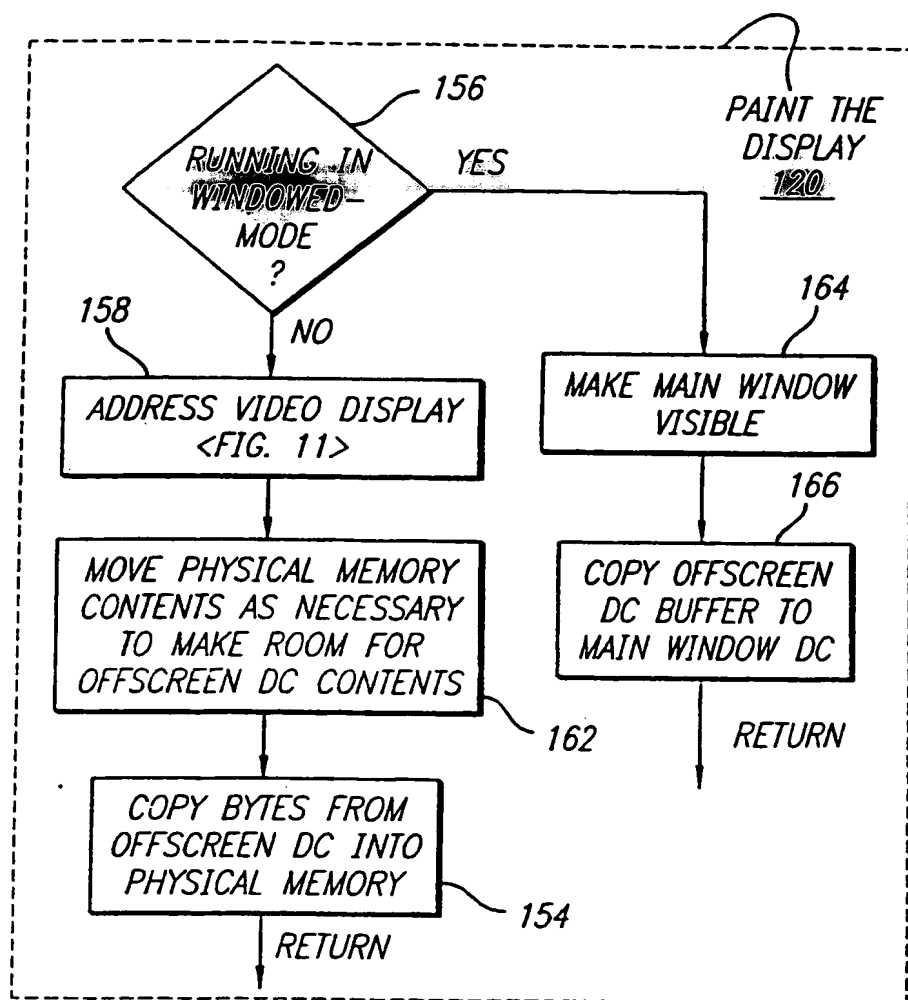 156
RUNNING IN
WINDOWED-
MODE
?
YES
PAINT THE
DISPLAY
120
NO
158
ADDRESS VIDEO DISPLAY
<FIG. 11>
MOVE PHYSICAL MEMORY
CONTENTS AS NECESSARY
TO MAKE ROOM FOR
OFFSCREEN DC CONTENTS
162
COPY BYTES FROM
OFFSCREEN DC INTO
PHYSICAL MEMORY
154
RETURN
164
MAKE MAIN WINDOW
VISIBLE
166
COPY OFFSCREEN
DC BUFFER TO
MAIN WINDOW DC
RETURN